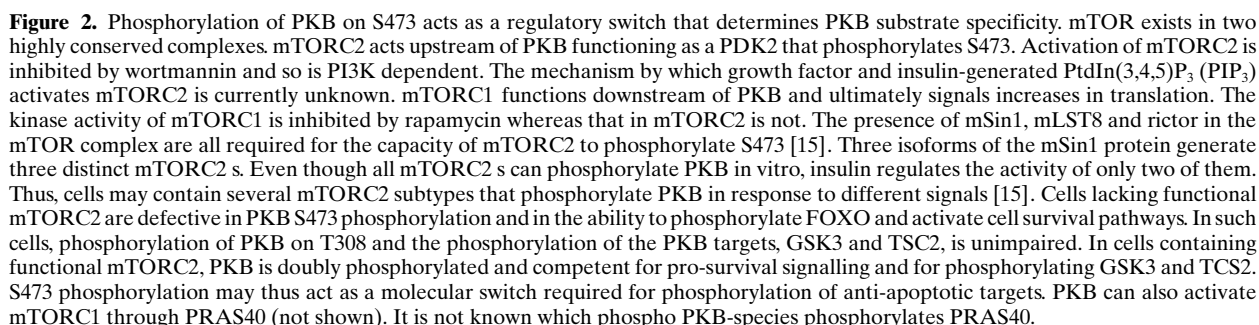 Figure 2. Phosphorylation of PKB on S473 acts as a regulatory switch that determines PKB substrate specificity. mTOR exists in two
highly conserved complexes. mTORC2 acts upstream of PKB functioning as a PDK2 that phosphorylates S473. Activation of mTORC2 is
inhibited by wortmannin and so is PI3K dependent. The mechanism by which growth factor and insulin-generated PtdIn(3,4,5)P₃ (PIP₃)
activates mTORC2 is currently unknown. mTORC1 functions downstream of PKB and ultimately signals increases in translation. The
kinase activity of mTORC1 is inhibited by rapamycin whereas that in mTORC2 is not. The presence of mSin1, mLST8 and rictor in the
mTOR complex are all required for the capacity of mTORC2 to phosphorylate S473 [15]. Three isoforms of the mSin1 protein generate
three distinct mTORC2 s. Even though all mTORC2 s can phosphorylate PKB in vitro, insulin regulates the activity of only two of them.
Thus, cells may contain several mTORC2 subtypes that phosphorylate PKB in response to different signals [15]. Cells lacking functional
mTORC2 are defective in PKB S473 phosphorylation and in the ability to phosphorylate FOXO and activate cell survival pathways. In such
cells, phosphorylation of PKB on T308 and the phosphorylation of the PKB targets, GSK3 and TSC2, is unimpaired. In cells containing
functional mTORC2, PKB is doubly phosphorylated and competent for pro-survival signalling and for phosphorylating GSK3 and TCS2.
S473 phosphorylation may thus act as a molecular switch required for phosphorylation of anti-apoptotic targets. PKB can also activate
mTORC1 through PRAS40 (not shown). It is not known which phospho PKB-species phosphorylates PRAS40.